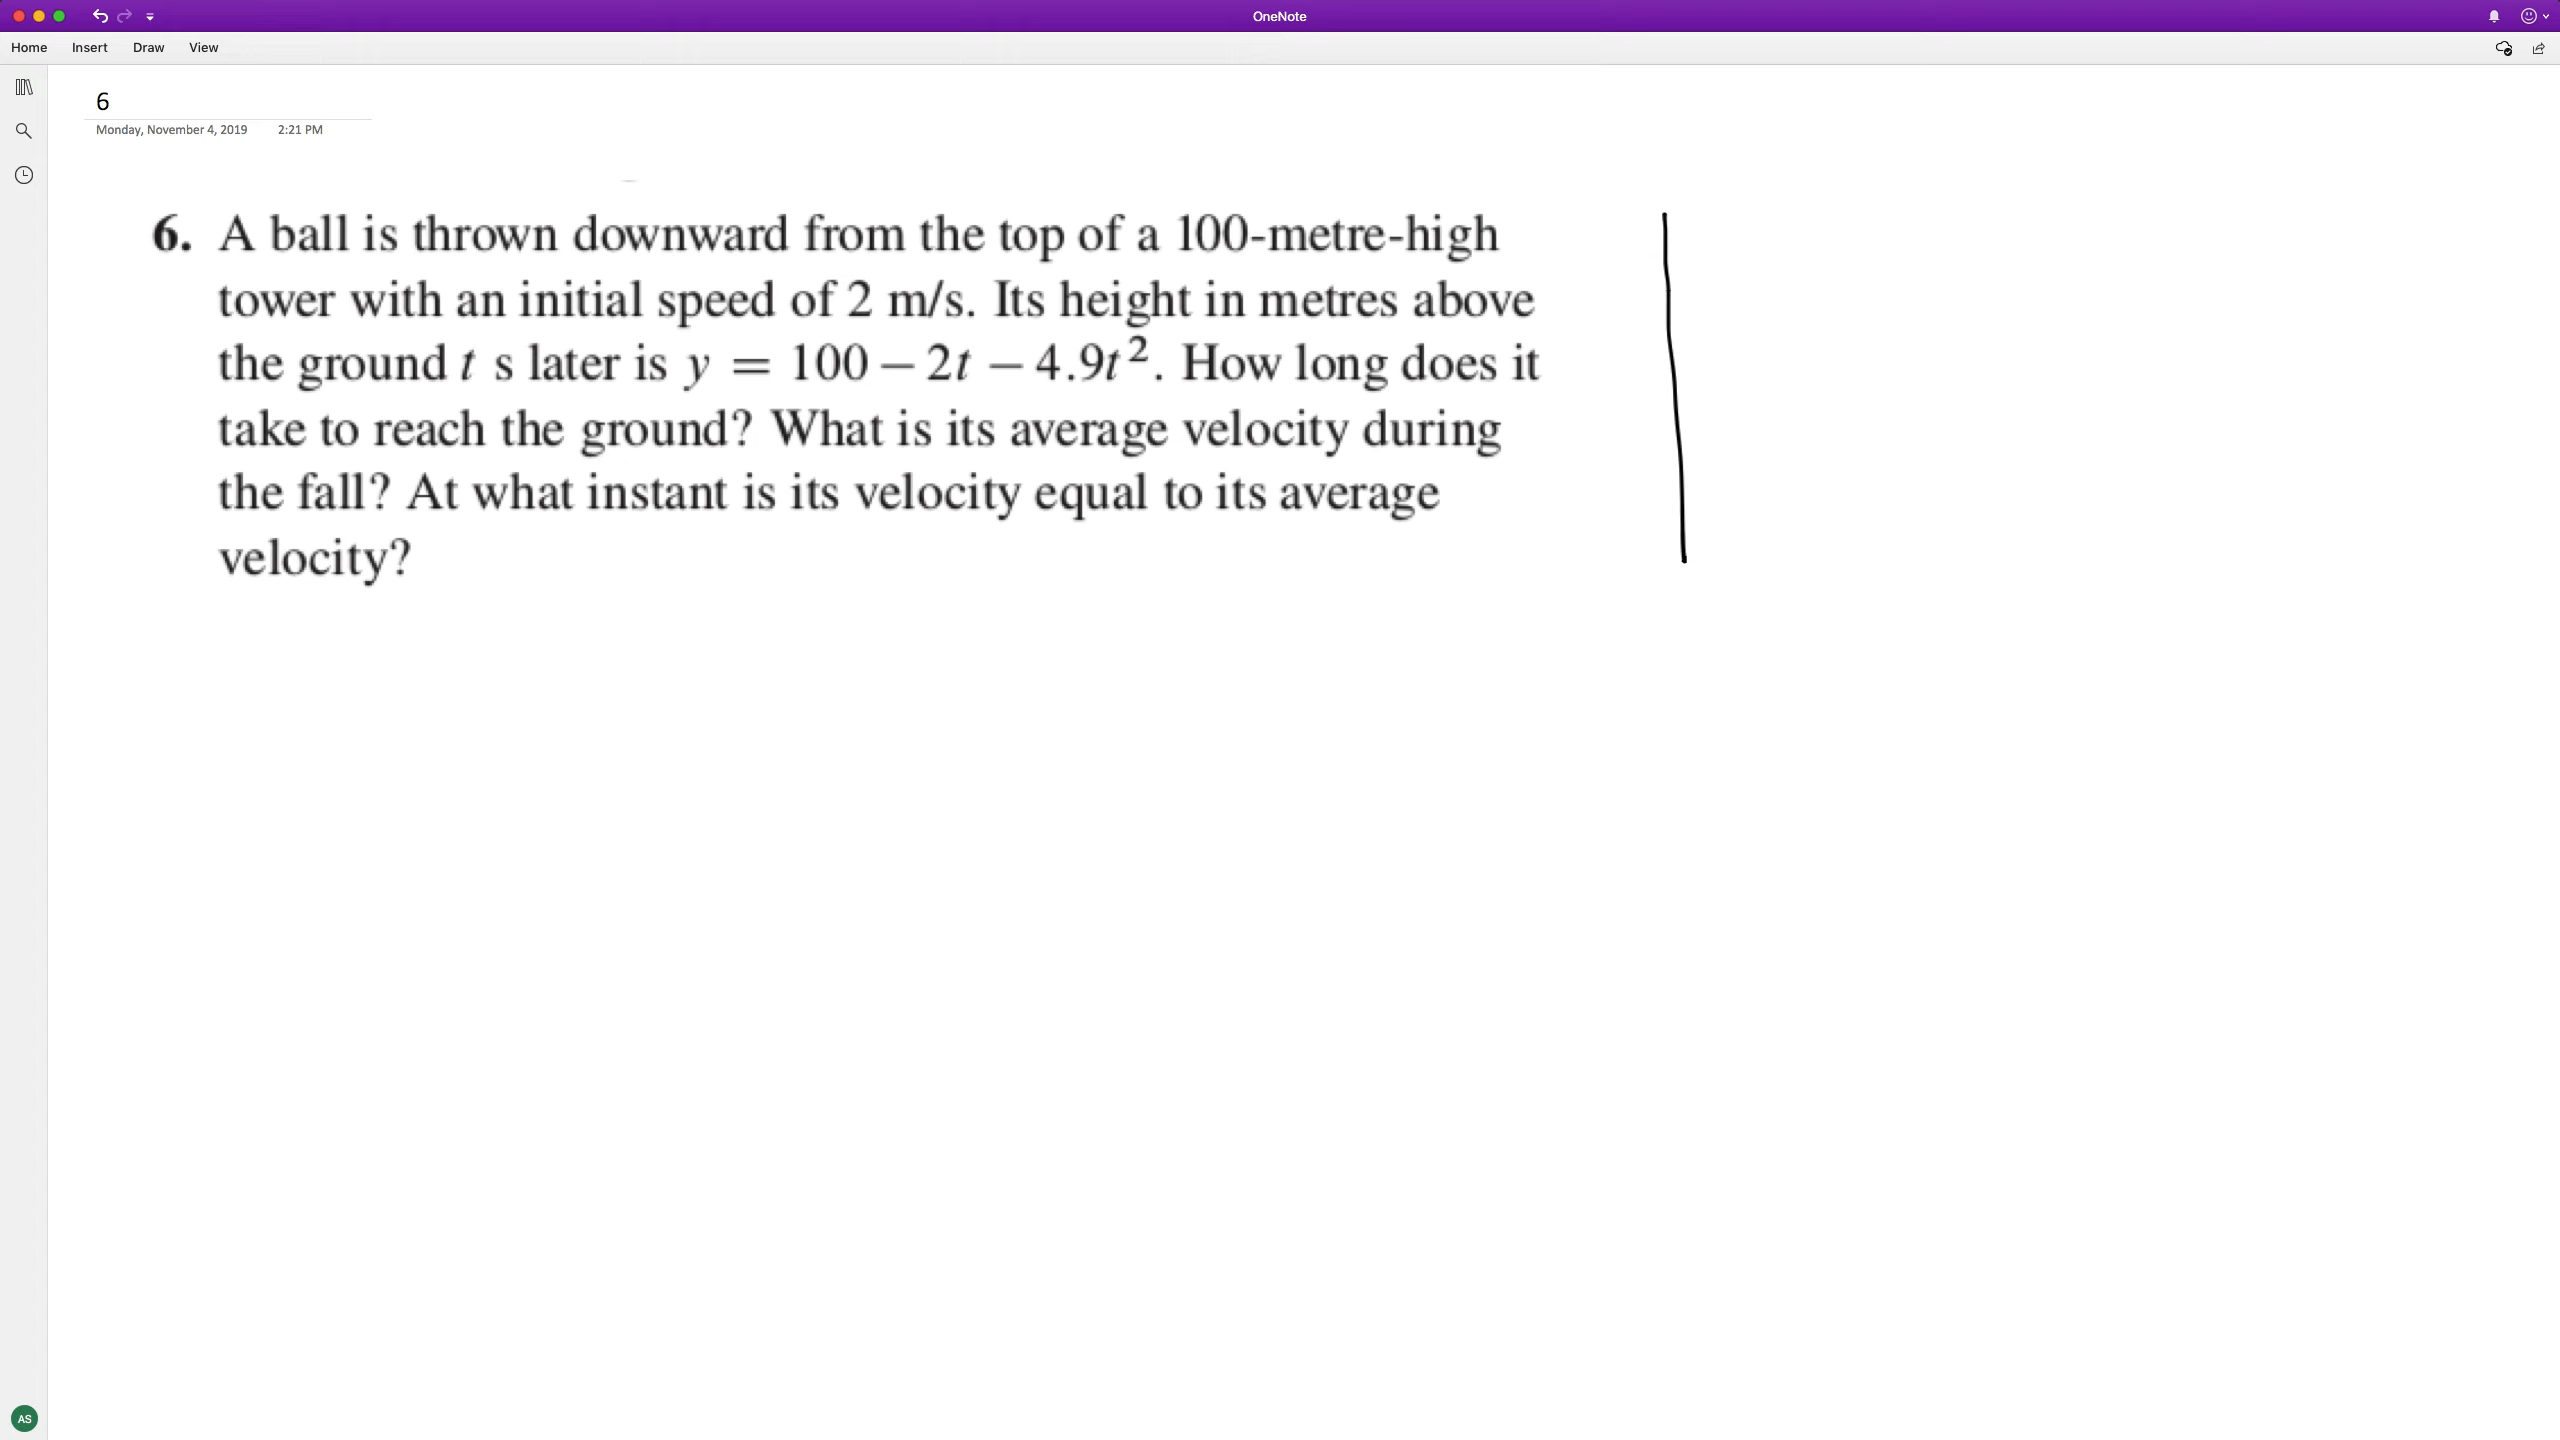 OneNote
Home Insert Draw View
6
Monday, November 4, 2019 2:21 PM
6. A ball is thrown downward from the top of a 100-metre-high
tower with an initial speed of 2 m/s. Its height in metres above
the ground t s later is y = 100 − 2t − 4.9t². How long does it
take to reach the ground? What is its average velocity during
the fall? At what instant is its velocity equal to its average
velocity?
AS